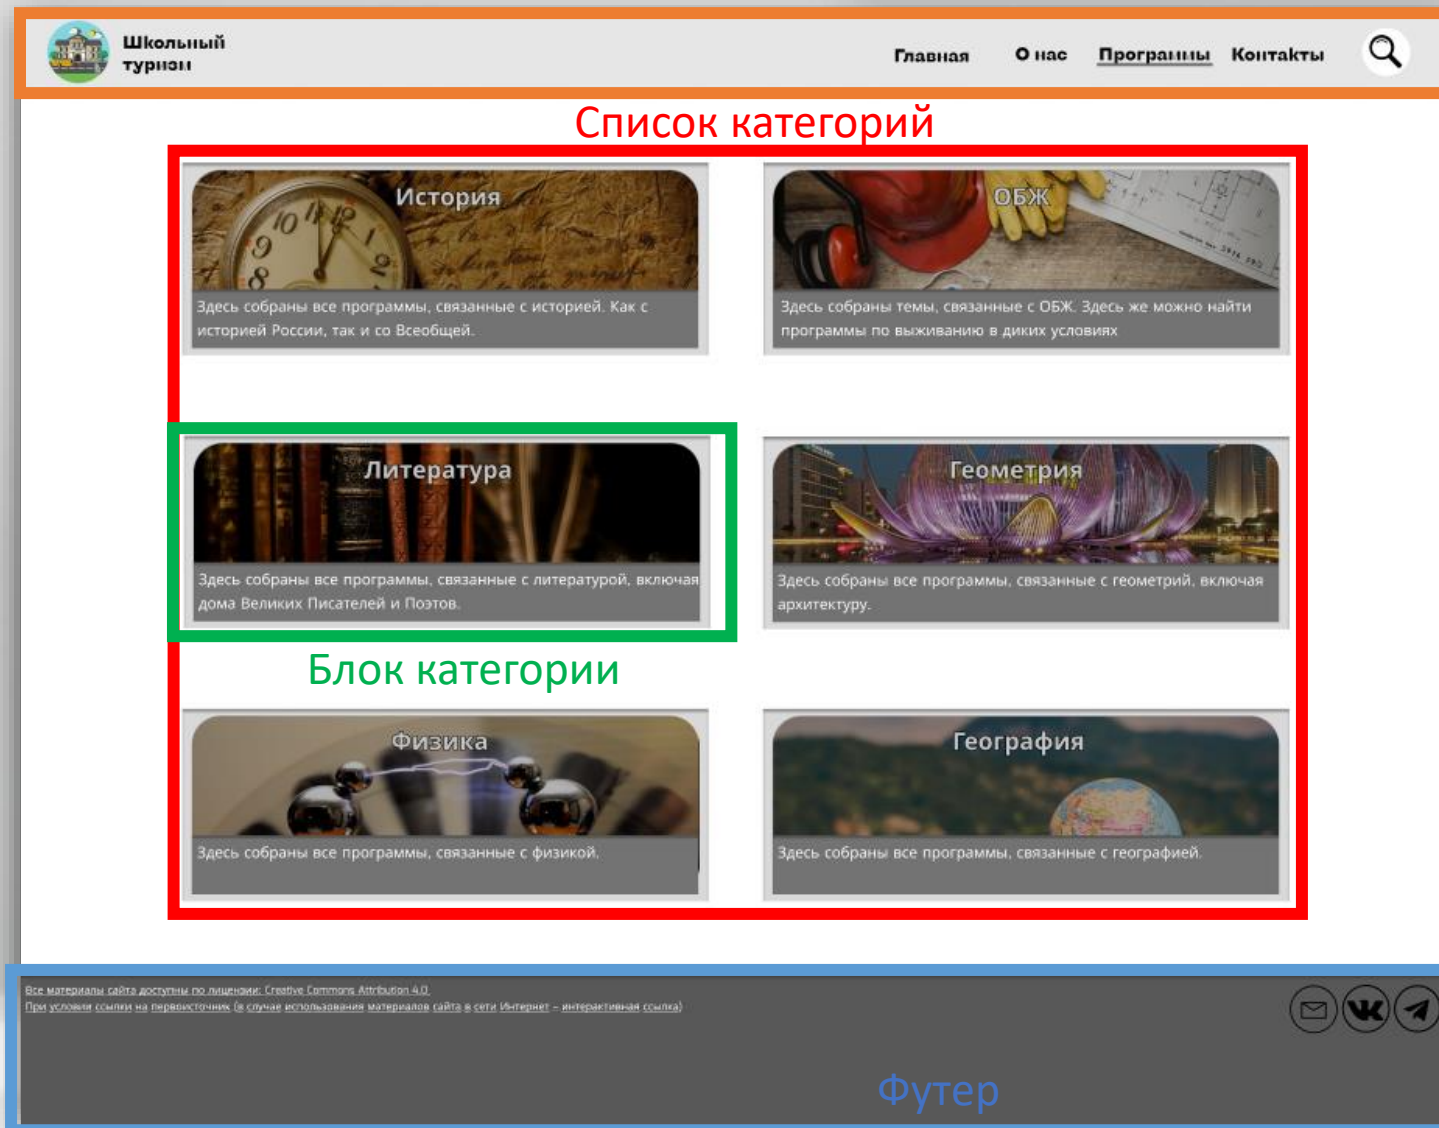 Школьный
туризм
Главная О нас Программы Контакты
Список категорий
История
Здесь собраны все программы, связанные с историей. Как с
историей России, так и со Всеобщей.
ОБЖ
Здесь собраны темы, связанные с ОБЖ. Здесь же можно найти
программы по выживанию в диких условиях
Литература
Здесь собраны все программы, связанные с литературой, включая
дома Великих Писателей и Поэтов.
Геометрия
Здесь собраны все программы, связанные с геометрий, включая
архитектуру.
Блок категории
Физика
Здесь собраны все программы, связанные с физикой.
География
Здесь собраны все программы, связанные с географией.
Все материалы сайта доступны по лицензии: Creative Commons Attribution 4.0.
При условии ссылки на первоисточник (в случае использования материалов сайта в сети Интернет – интерактивная ссылка)
Футер